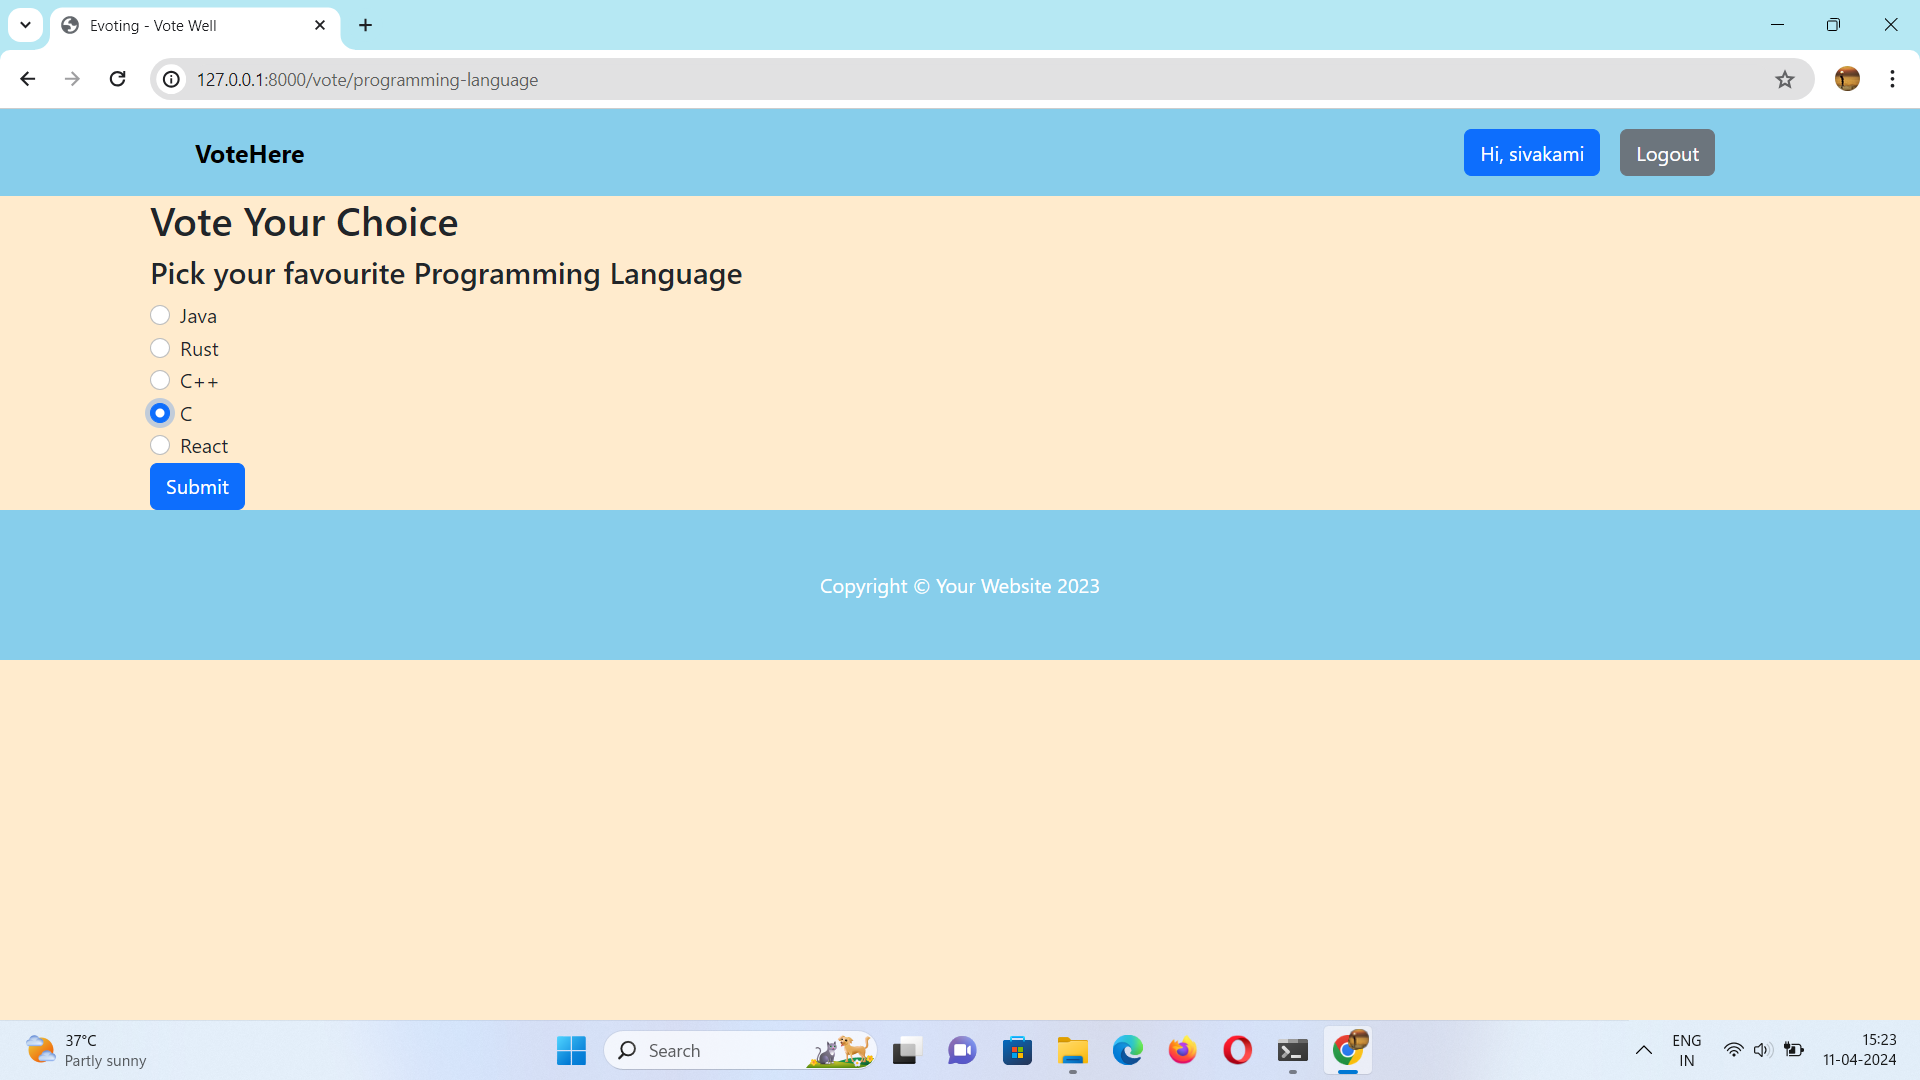 Evoting - Vote Well
127.0.0.1:8000/vote/programming-language
VoteHere
Hi, sivakami
Logout
Vote Your Choice
Pick your favourite Programming Language
Java
Rust
C++
C
React
Submit
Copyright © Your Website 2023
37°C
Partly sunny
Search
ENG
IN
15:23
11-04-2024